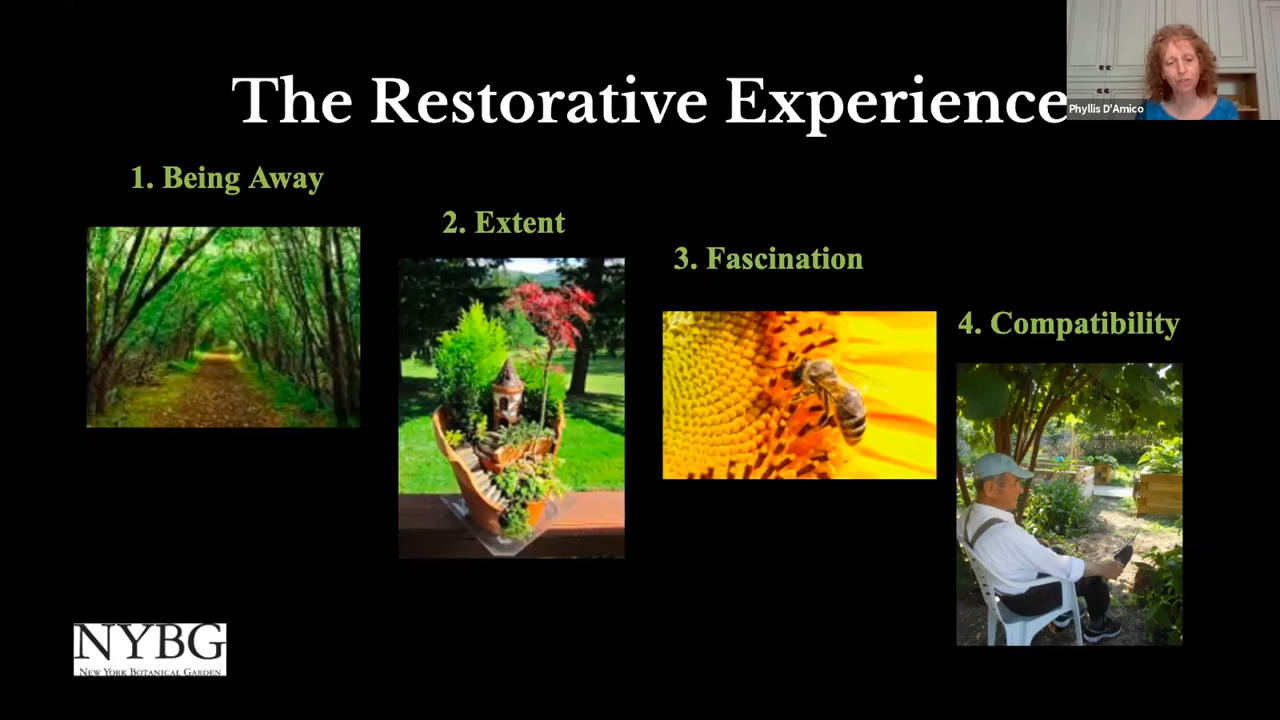 The Restorative Experience
Phyllis D'Amico
1. Being Away
2. Extent
3. Fascination
4. Compatibility
NYBG
NEW YORK BOTANICAL GARDEN